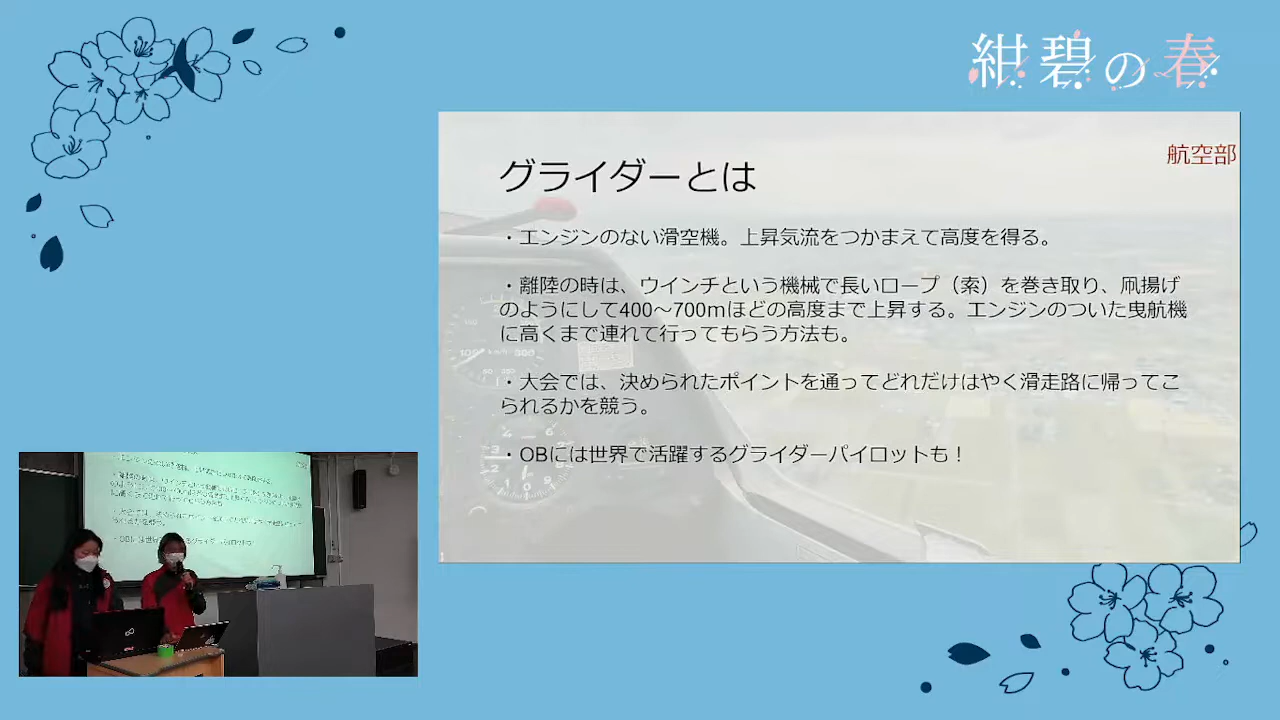 紺碧の春
航空部
グライダーとは
・エンジンのない滑空機。上昇気流をつかまえて高度を得る。
・離陸の時は、ウインチという機械で長いロープ（索）を巻き取り、凧揚げ
のようにして400～700mほどの高度まで上昇する。エンジンのついた曳航機
に高くまで連れて行ってもらう方法も。
・大会では、決められたポイントを通ってどれだけはやく滑走路に帰ってこ
られるかを競う。
・OBには世界で活躍するグライダーパイロットも！